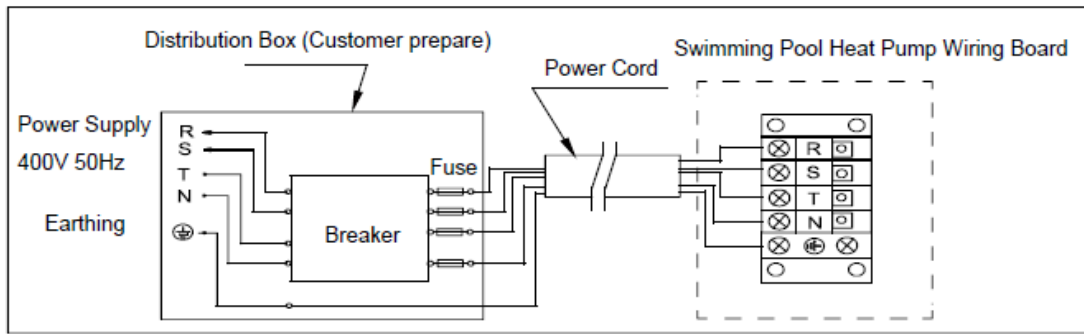 Distribution Box (Customer prepare)
Swimming Pool Heat Pump Wiring Board
Power Cord
Power Supply
400V 50Hz
Earthing
R
S
T
N
Fuse
Breaker
R
S
T
N